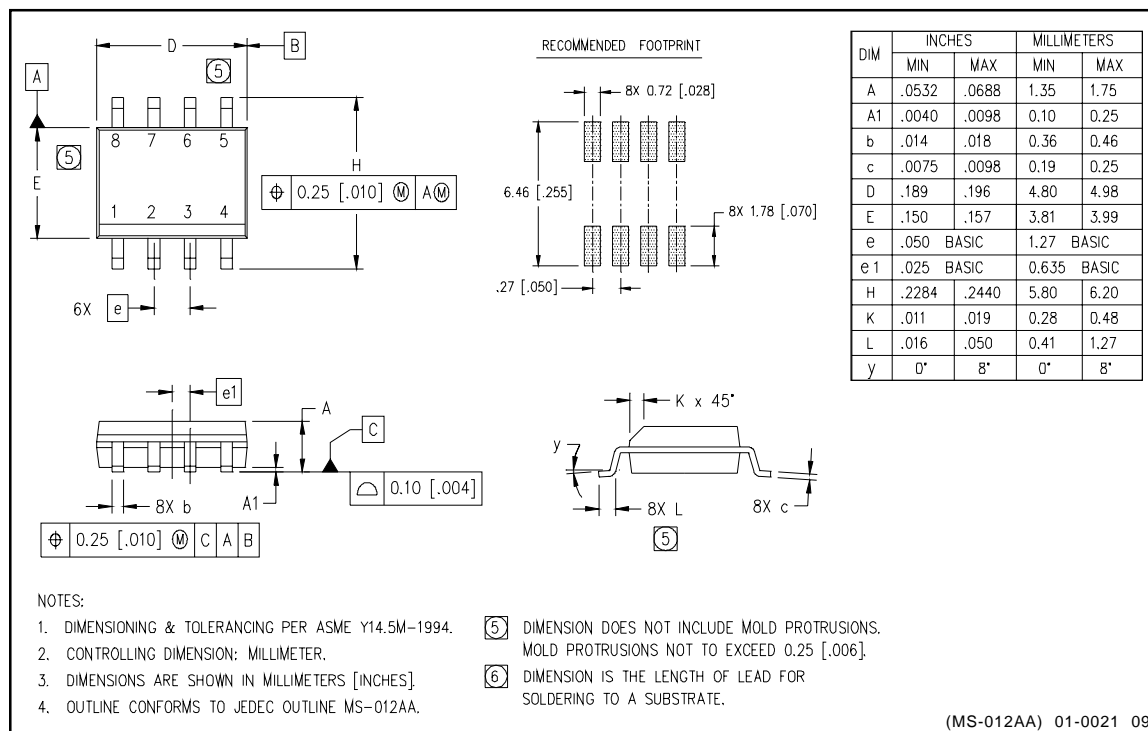 D
B
A
5
8 7 6 5
5
E
H
⌖ 0.25 [.010] Ⓜ AⓂ
1 2 3 4
6X e
RECOMMENDED FOOTPRINT
8X 0.72 [.028]
6.46 [.255]
8X 1.78 [.070]
.27 [.050]
DIM INCHES MILLIMETERS
MIN MAX MIN MAX
A .0532 .0688 1.35 1.75
A1 .0040 .0098 0.10 0.25
b .014 .018 0.36 0.46
c .0075 .0098 0.19 0.25
D .189 .196 4.80 4.98
E .150 .157 3.81 3.99
e .050 BASIC 1.27 BASIC
e1 .025 BASIC 0.635 BASIC
H .2284 .2440 5.80 6.20
K .011 .019 0.28 0.48
L .016 .050 0.41 1.27
y 0° 8° 0° 8°
e1
A
C
⌓ 0.10 [.004]
8X b
A1
⌖ 0.25 [.010] Ⓜ C A B
K x 45°
y
8X L
8X c
5
NOTES:
1. DIMENSIONING & TOLERANCING PER ASME Y14.5M-1994.
2. CONTROLLING DIMENSION: MILLIMETER.
3. DIMENSIONS ARE SHOWN IN MILLIMETERS [INCHES].
4. OUTLINE CONFORMS TO JEDEC OUTLINE MS-012AA.
5 DIMENSION DOES NOT INCLUDE MOLD PROTRUSIONS.
MOLD PROTRUSIONS NOT TO EXCEED 0.25 [.006].
6 DIMENSION IS THE LENGTH OF LEAD FOR
SOLDERING TO A SUBSTRATE.
(MS-012AA) 01-0021 09